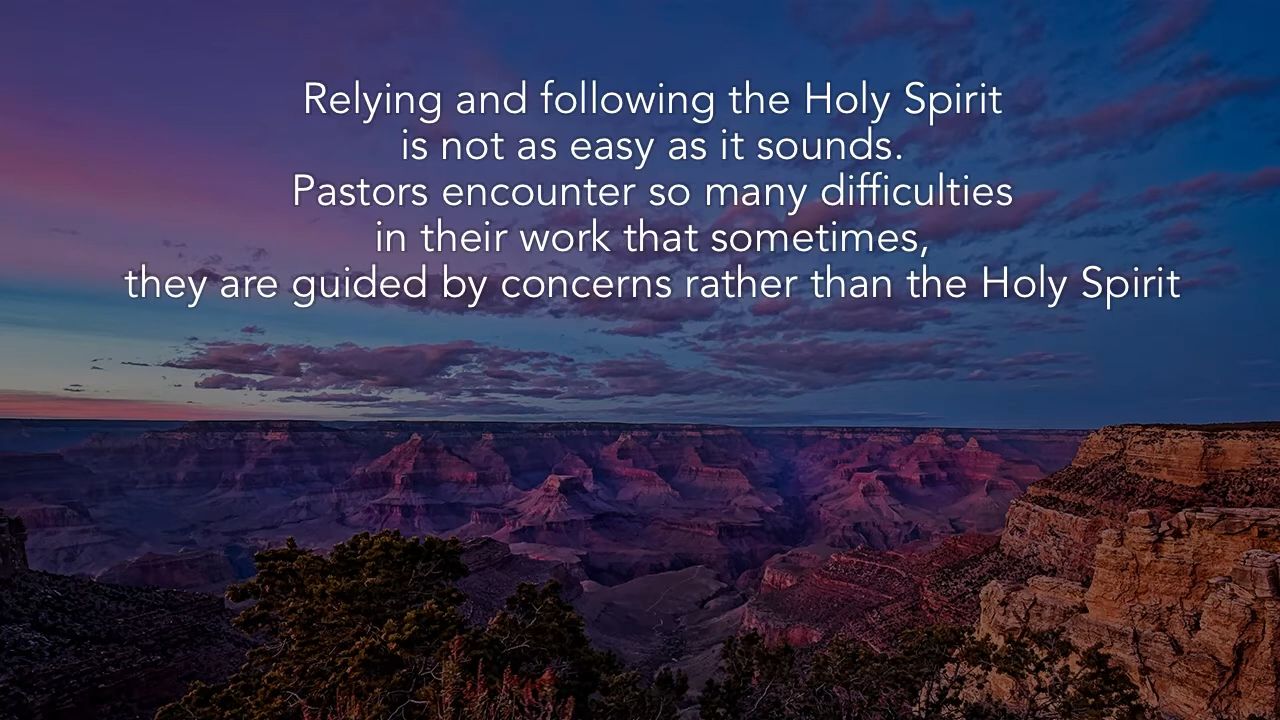 Relying and following the Holy Spirit
is not as easy as it sounds.
Pastors encounter so many difficulties
in their work that sometimes,
they are guided by concerns rather than the Holy Spirit